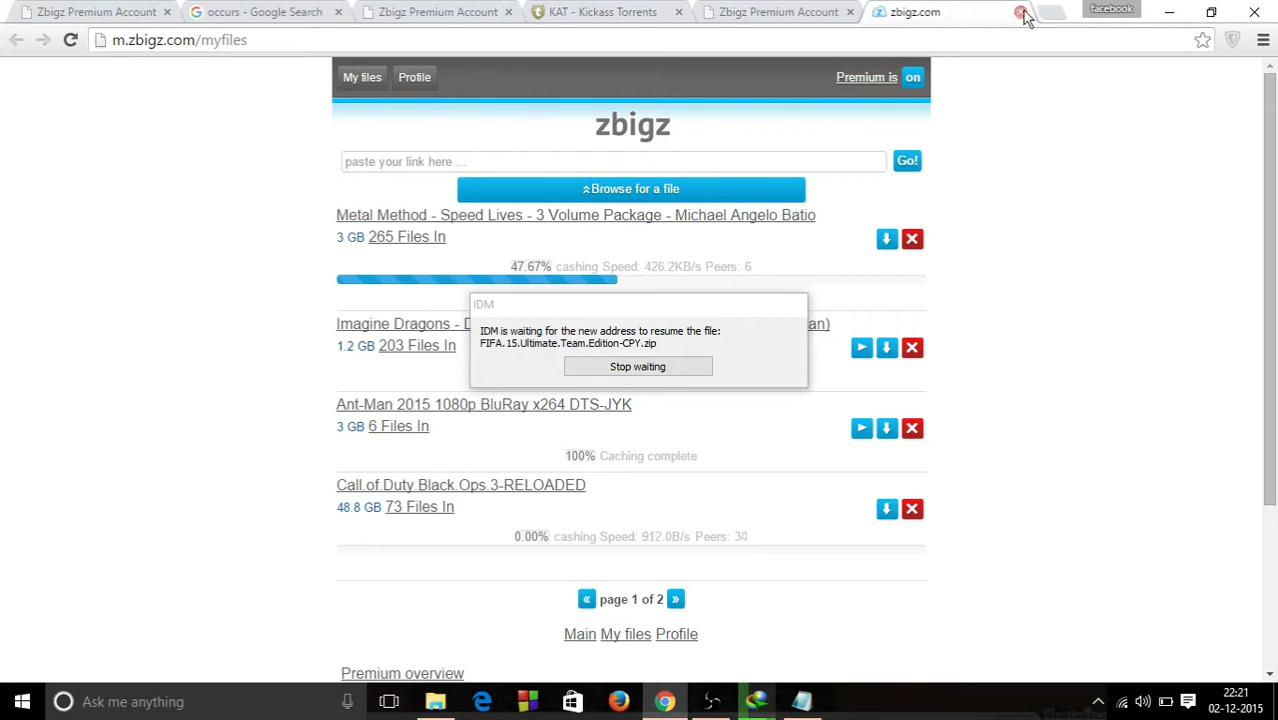 Zbigz Premium Account
occurs - Google Search
Zbigz Premium Account
KAT - Kickass Torrents
Zbigz Premium Account
zbigz.com
facebook
m.zbigz.com/myfiles
My files
Profile
Premium is on
zbigz
paste your link here ...
Go!
Browse for a file
Metal Method - Speed Lives - 3 Volume Package - Michael Angelo Batio
3 GB 265 Files In
47.67% cashing Speed: 426.2KB/s Peers: 6
IDM
Imagine Dragons - D
an)
IDM is waiting for the new address to resume the file:
FIFA.15.Ultimate.Team.Edition-CPY.zip
1.2 GB 203 Files In
Stop waiting
Ant-Man 2015 1080p BluRay x264 DTS-JYK
3 GB 6 Files In
100% Caching complete
Call.of.Duty.Black.Ops.3-RELOADED
48.8 GB 73 Files In
0.00% cashing Speed: 912.0B/s Peers: 34
« page 1 of 2 »
Main My files Profile
Premium overview
Ask me anything
22:21
02-12-2015